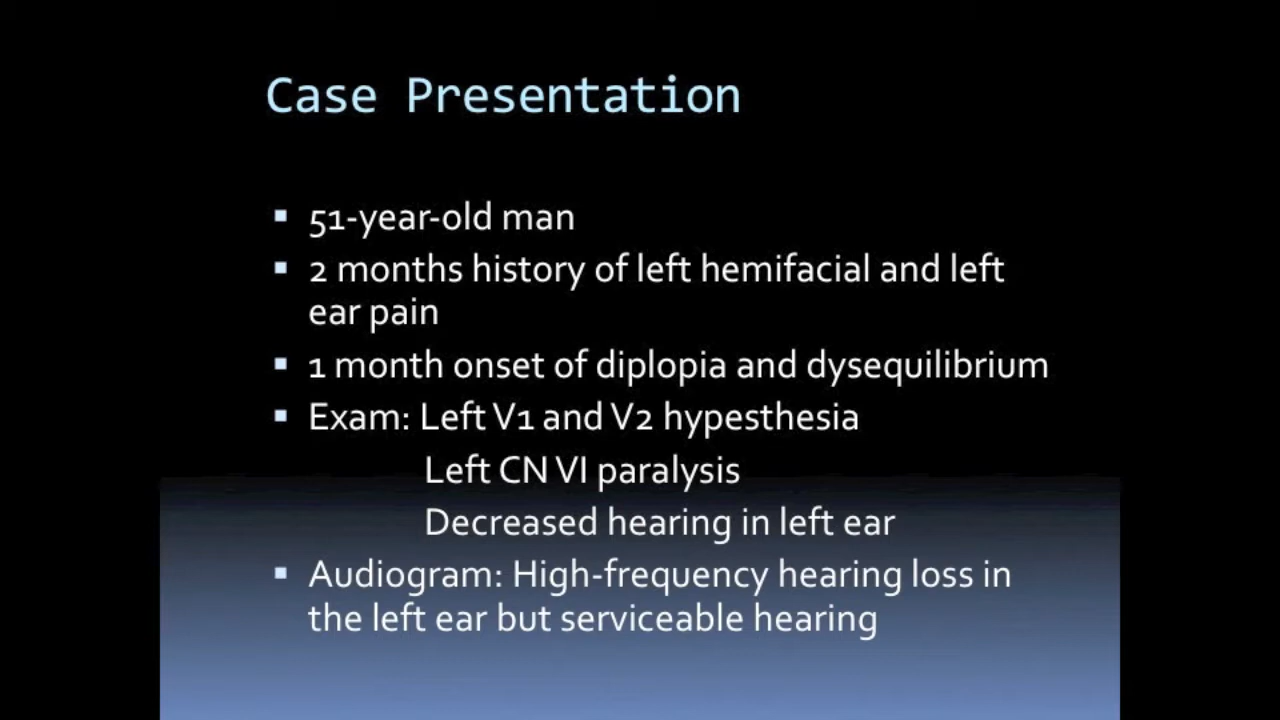 Case Presentation
▪ 51-year-old man
▪ 2 months history of left hemifacial and left
ear pain
▪ 1 month onset of diplopia and dysequilibrium
▪ Exam: Left V1 and V2 hypesthesia
Left CN VI paralysis
Decreased hearing in left ear
▪ Audiogram: High-frequency hearing loss in
the left ear but serviceable hearing